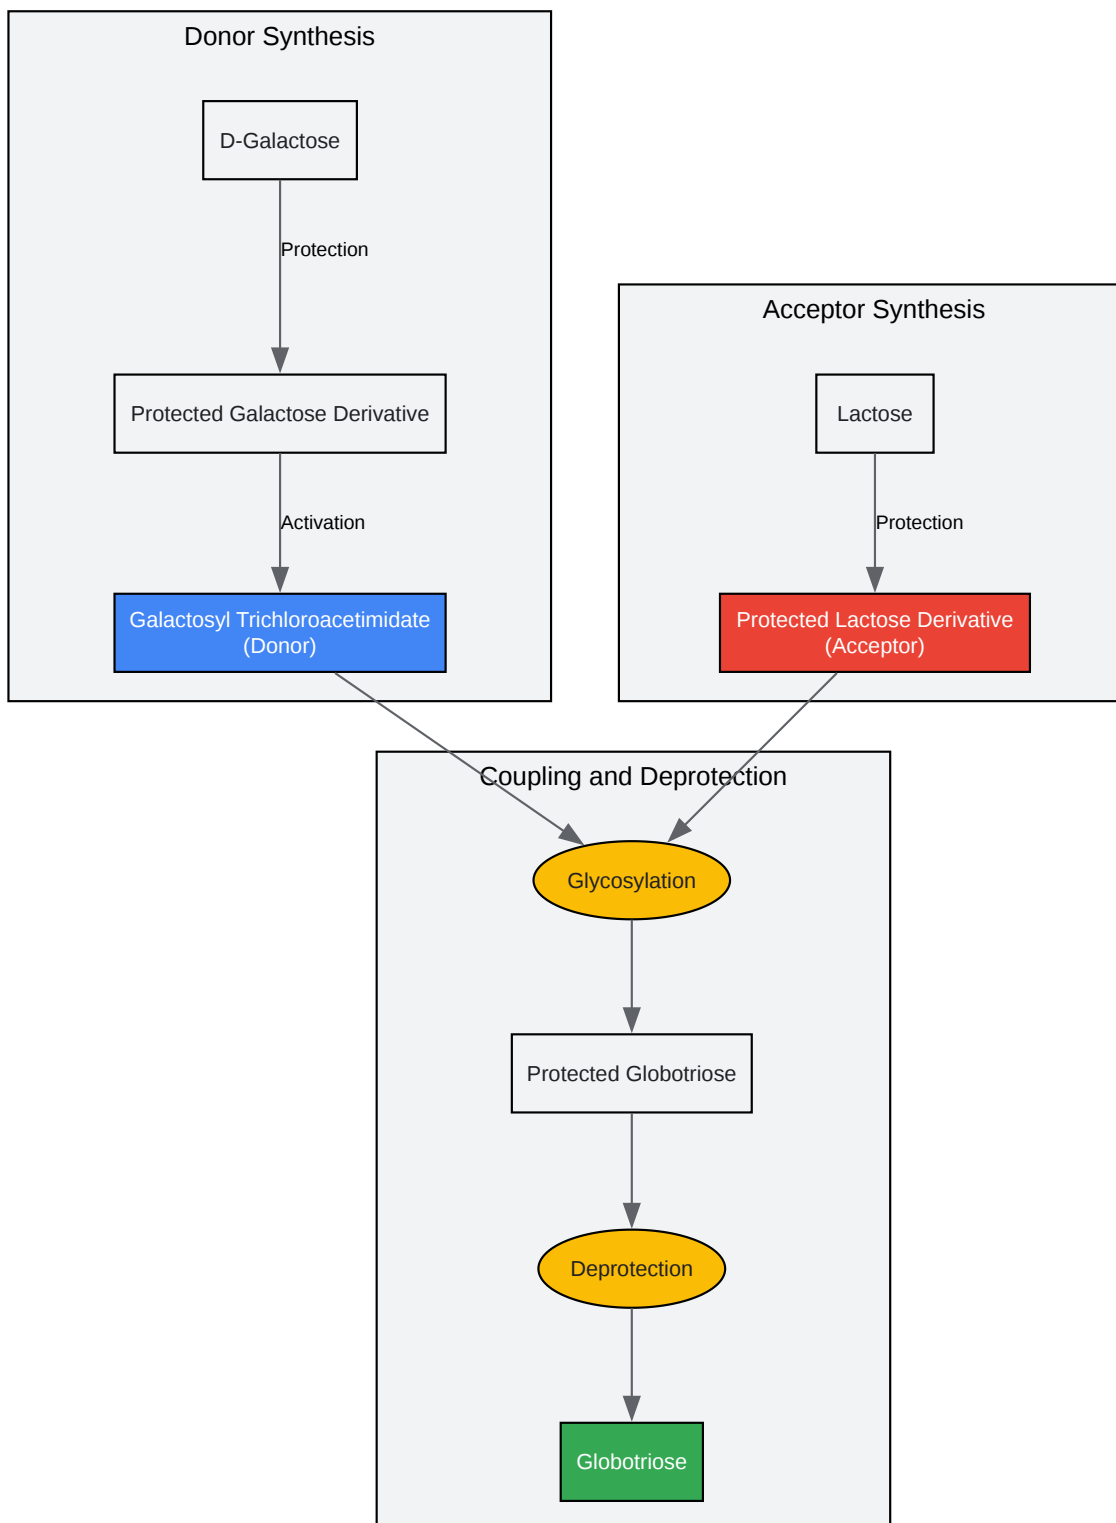 Donor Synthesis
D-Galactose
Protection
Protected Galactose Derivative
Activation
Galactosyl Trichloroacetimidate
(Donor)
Acceptor Synthesis
Lactose
Protection
Protected Lactose Derivative
(Acceptor)
Coupling and Deprotection
Glycosylation
Protected Globotriose
Deprotection
Globotriose